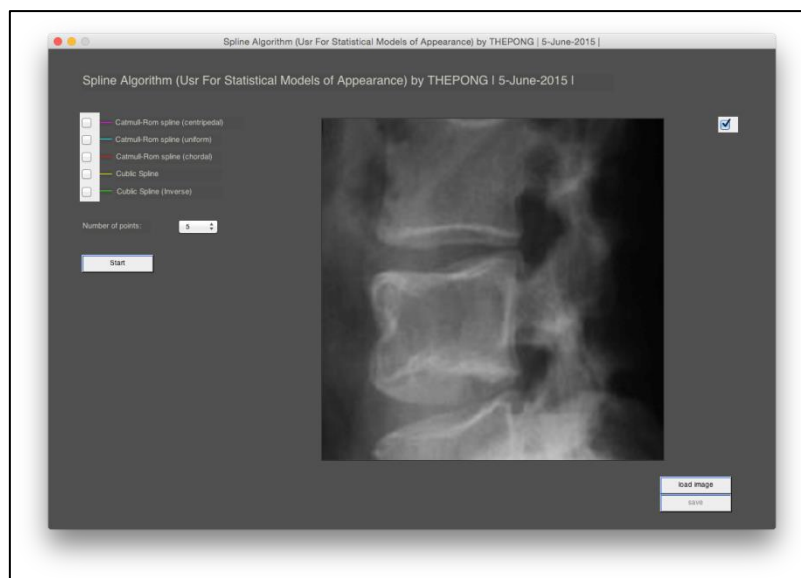 Spline Algorithm (Usr For Statistical Models of Appearance) by THEPONG | 5-June-2015 |
Spline Algorithm (Usr For Statistical Models of Appearance) by THEPONG | 5-June-2015 |
Catmull-Rom spline (centripedal)
Catmull-Rom spline (uniform)
Catmull-Rom spline (chordal)
Cublic Spline
Cublic Spline (Inverse)
Number of points:
5
Start
load image
save